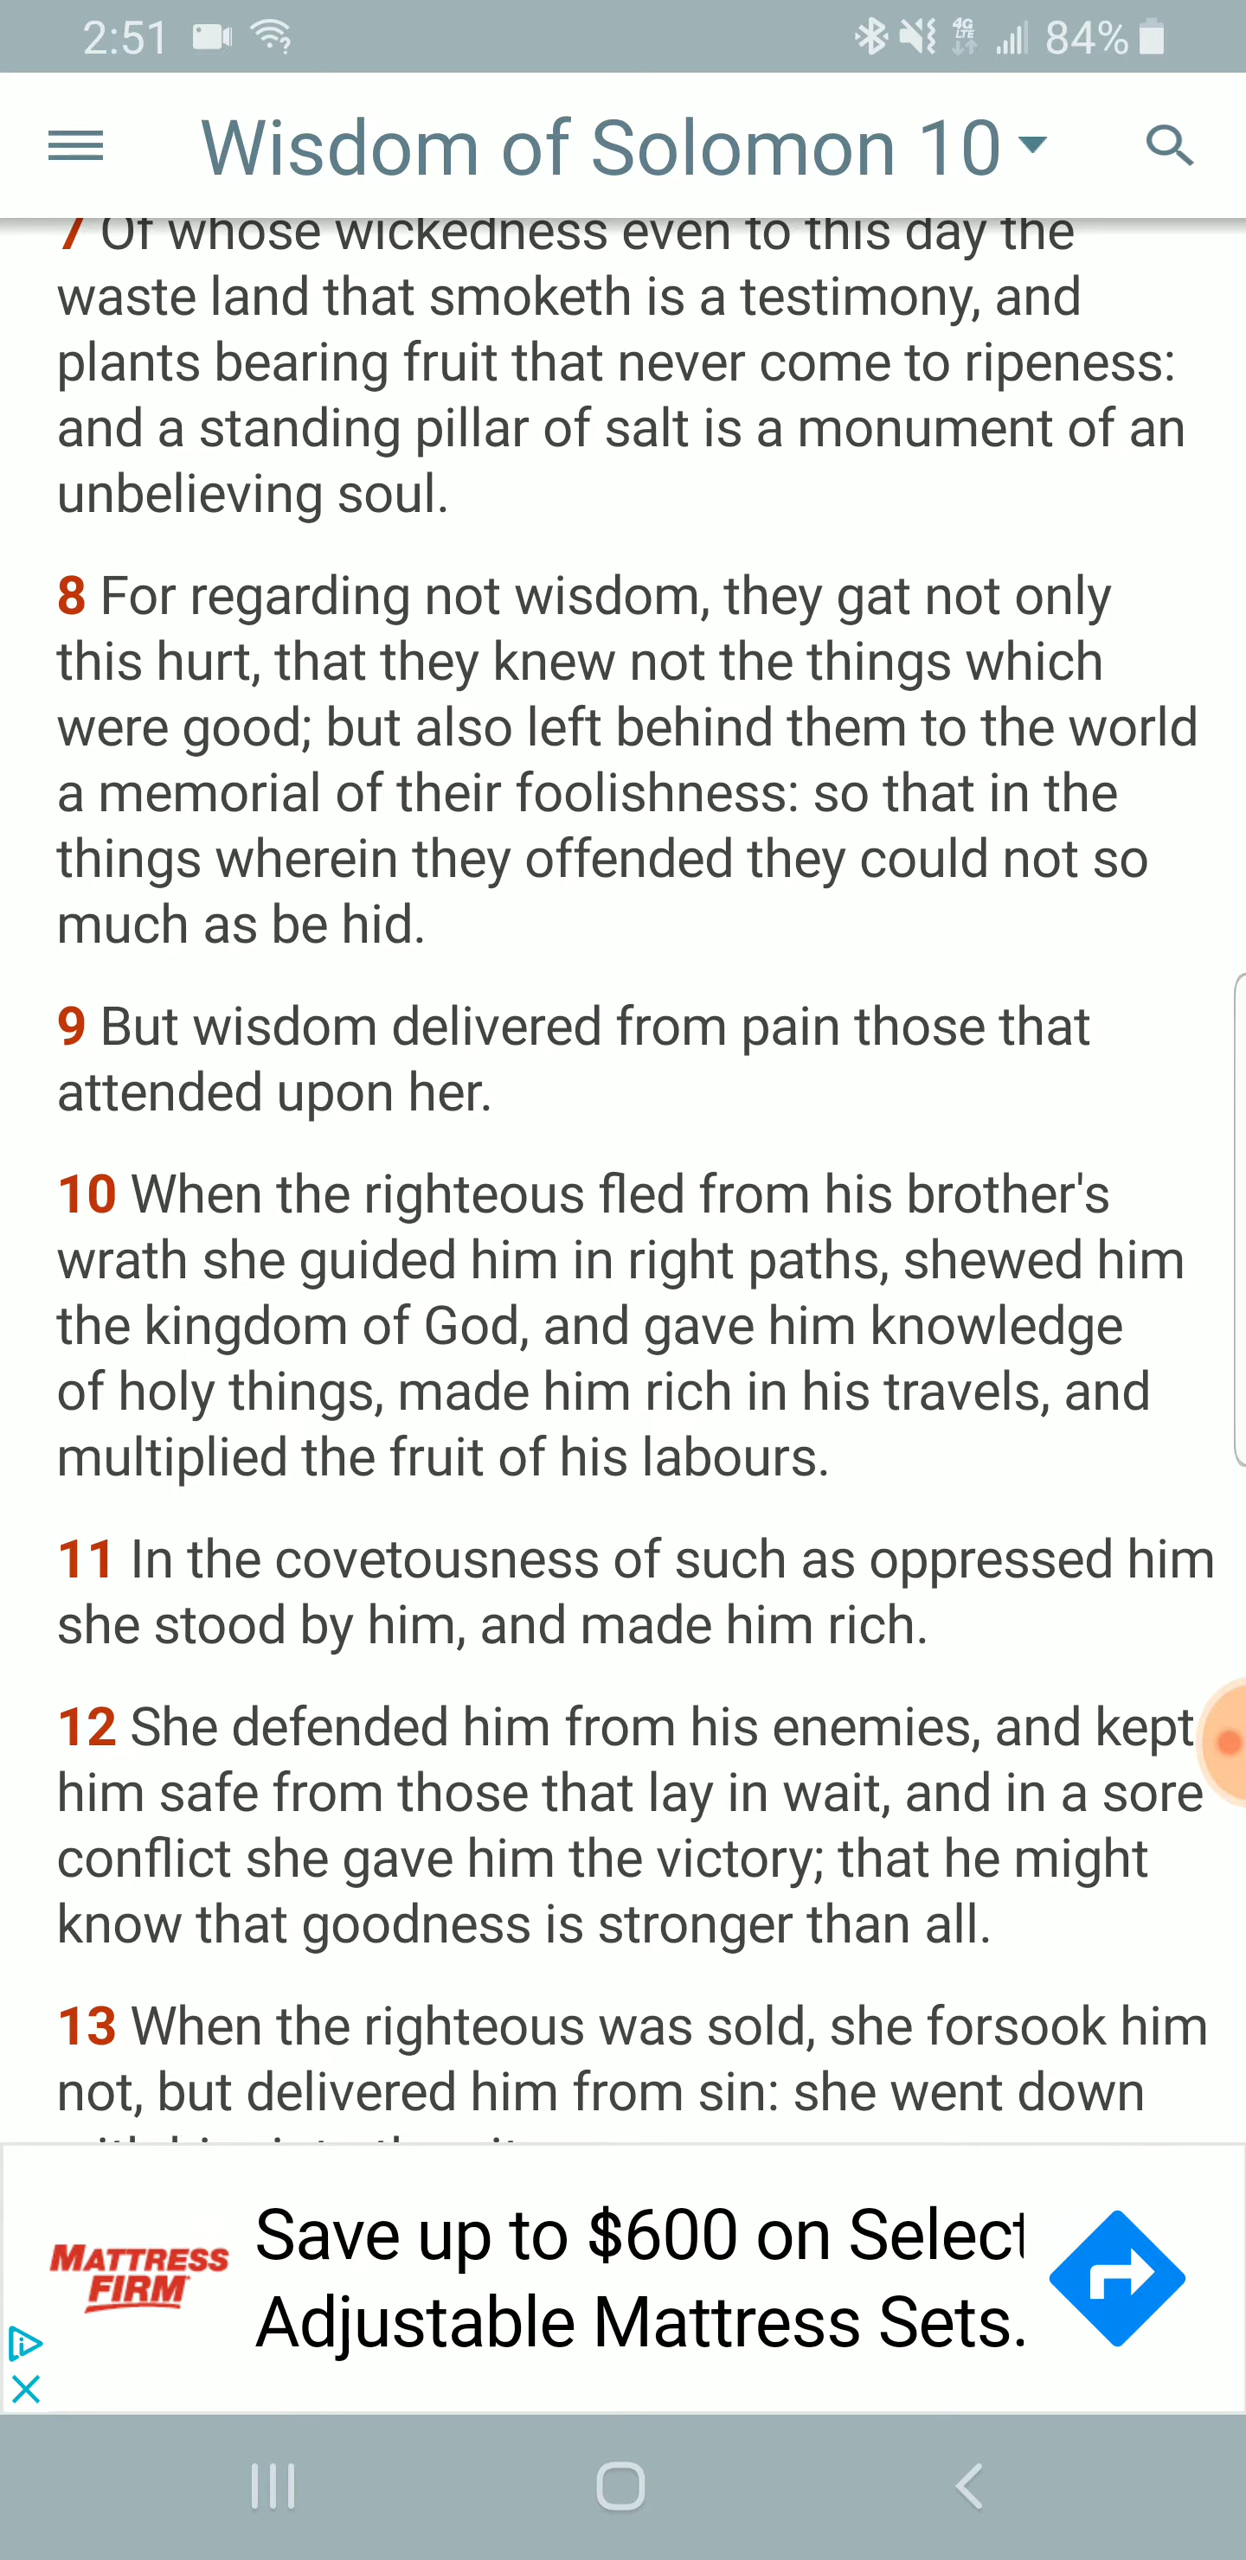 2:51
4G
LTE
84%
Wisdom of Solomon 10
7 Of whose wickedness even to this day the
waste land that smoketh is a testimony, and
plants bearing fruit that never come to ripeness:
and a standing pillar of salt is a monument of an
unbelieving soul.
8 For regarding not wisdom, they gat not only
this hurt, that they knew not the things which
were good; but also left behind them to the world
a memorial of their foolishness: so that in the
things wherein they offended they could not so
much as be hid.
9 But wisdom delivered from pain those that
attended upon her.
10 When the righteous fled from his brother's
wrath she guided him in right paths, shewed him
the kingdom of God, and gave him knowledge
of holy things, made him rich in his travels, and
multiplied the fruit of his labours.
11 In the covetousness of such as oppressed him
she stood by him, and made him rich.
12 She defended him from his enemies, and kept
him safe from those that lay in wait, and in a sore
conflict she gave him the victory; that he might
know that goodness is stronger than all.
13 When the righteous was sold, she forsook him
not, but delivered him from sin: she went down
MATTRESS
FIRM
Save up to $600 on Select
Adjustable Mattress Sets.